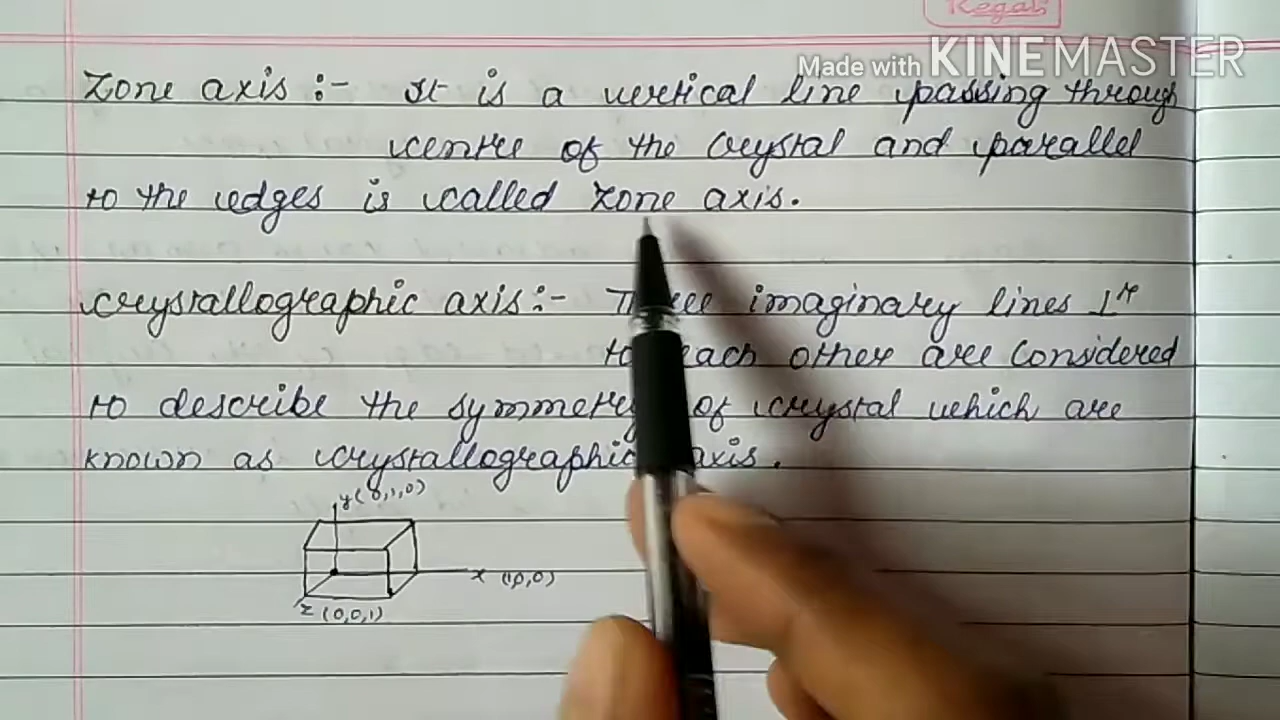 Regali
Made with KINEMASTER
Zone axis :- It is a vertical line passing through
centre of the crystal and parallel
to the edges is called zone axis.
crystallographic axis :- Three imaginary lines ⊥r
to each other are considered
to describe the symmetry of crystal which are
known as crystallographic axis.
y(0,1,0)
x (1,0,0)
z (0,0,1)